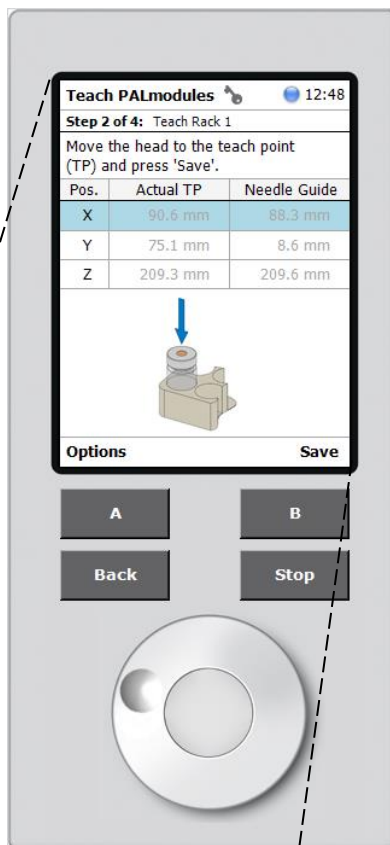 Teach PALmodules 12:48
Step 2 of 4: Teach Rack 1
Move the head to the teach point
(TP) and press 'Save'.
Pos. Actual TP Needle Guide
X 90.6 mm 88.3 mm
Y 75.1 mm 8.6 mm
Z 209.3 mm 209.6 mm
Options Save
A B
Back Stop